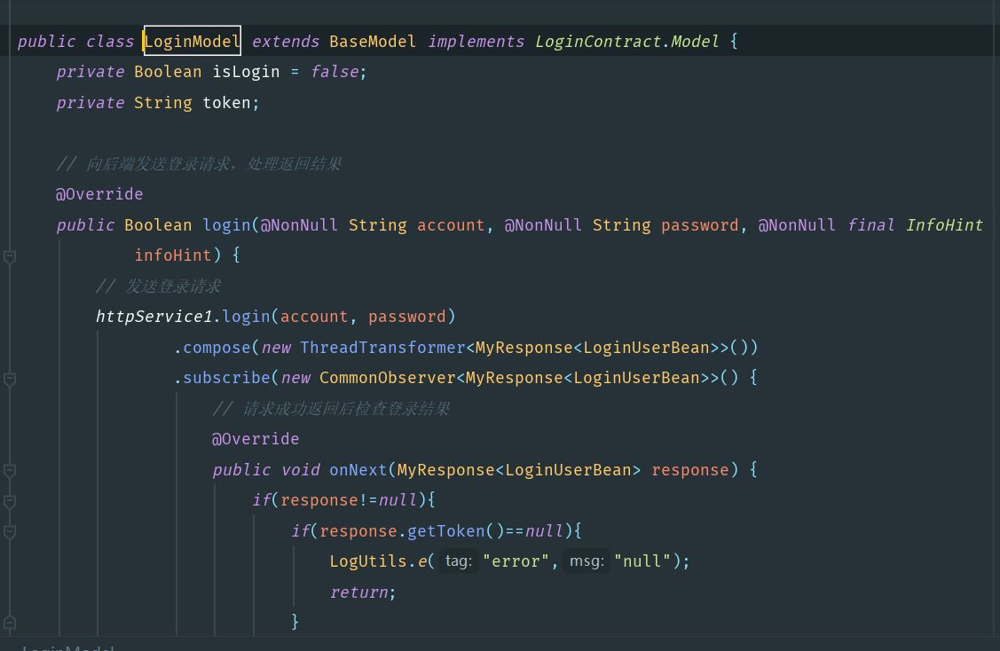 public class LoginModel extends BaseModel implements LoginContract.Model {
private Boolean isLogin = false;
private String token;
// 向后端发送登录请求，处理返回结果
@Override
public Boolean login(@NonNull String account, @NonNull String password, @NonNull final InfoHint
infoHint) {
// 发送登录请求
httpService1.login(account, password)
.compose(new ThreadTransformer<MyResponse<LoginUserBean>>())
.subscribe(new CommonObserver<MyResponse<LoginUserBean>>() {
// 请求成功返回后检查登录结果
@Override
public void onNext(MyResponse<LoginUserBean> response) {
if(response!=null){
if(response.getToken()==null){
LogUtils.e( tag: "error", msg: "null");
return;
}
LoginModel